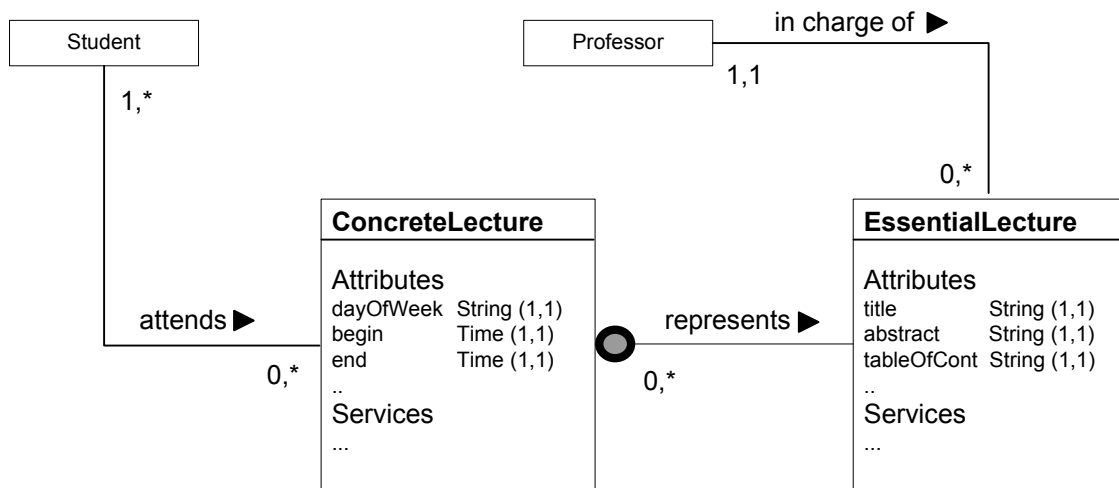 in charge of ▶
Student
Professor
1,*
1,1
0,*
ConcreteLecture
EssentialLecture
Attributes
dayOfWeek String (1,1)
begin Time (1,1)
end Time (1,1)
..
Services
...
Attributes
title String (1,1)
abstract String (1,1)
tableOfCont String (1,1)
..
Services
...
attends ▶
0,*
represents ▶
0,*